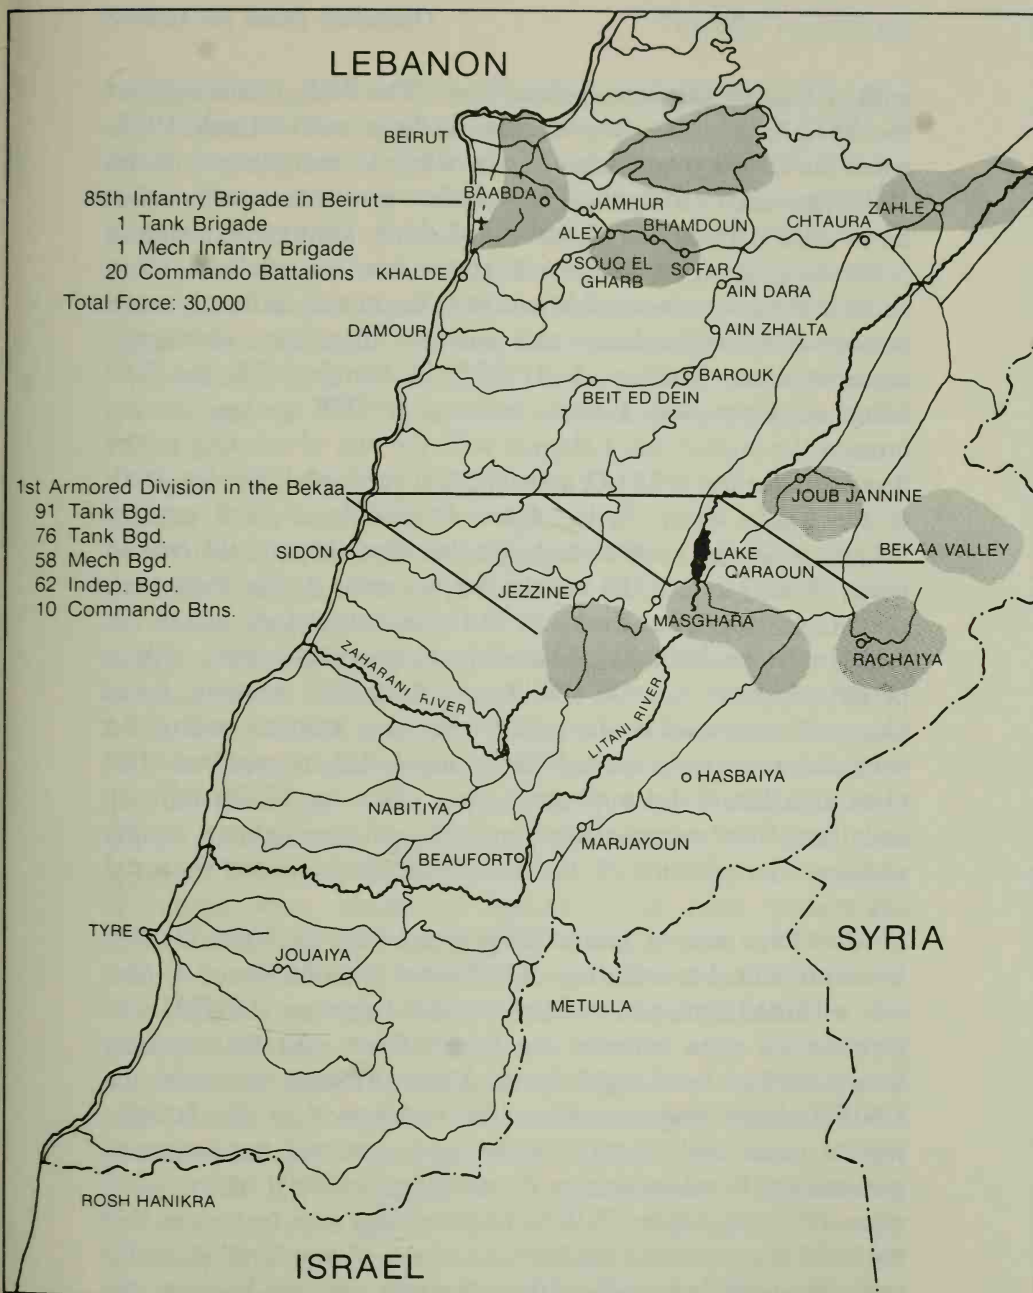 LEBANON
BEIRUT
85th Infantry Brigade in Beirut
1 Tank Brigade
1 Mech Infantry Brigade
20 Commando Battalions
Total Force: 30,000
BAABDA
JAMHUR
ALEY
BHAMDOUN
CHTAURA
ZAHLE
KHALDE
SOUQ EL
GHARB
SOFAR
AIN DARA
DAMOUR
AIN ZHALTA
BAROUK
BEIT ED DEIN
1st Armored Division in the Bekaa
91 Tank Bgd.
76 Tank Bgd.
58 Mech Bgd.
62 Indep. Bgd.
10 Commando Btns.
JOUB JANNINE
SIDON
LAKE
QARAOUN
BEKAA VALLEY
JEZZINE
MASGHARA
RACHAIYA
ZAHARANI RIVER
LITANI RIVER
HASBAIYA
NABITIYA
MARJAYOUN
BEAUFORT
TYRE
JOUAIYA
SYRIA
METULLA
ROSH HANIKRA
ISRAEL